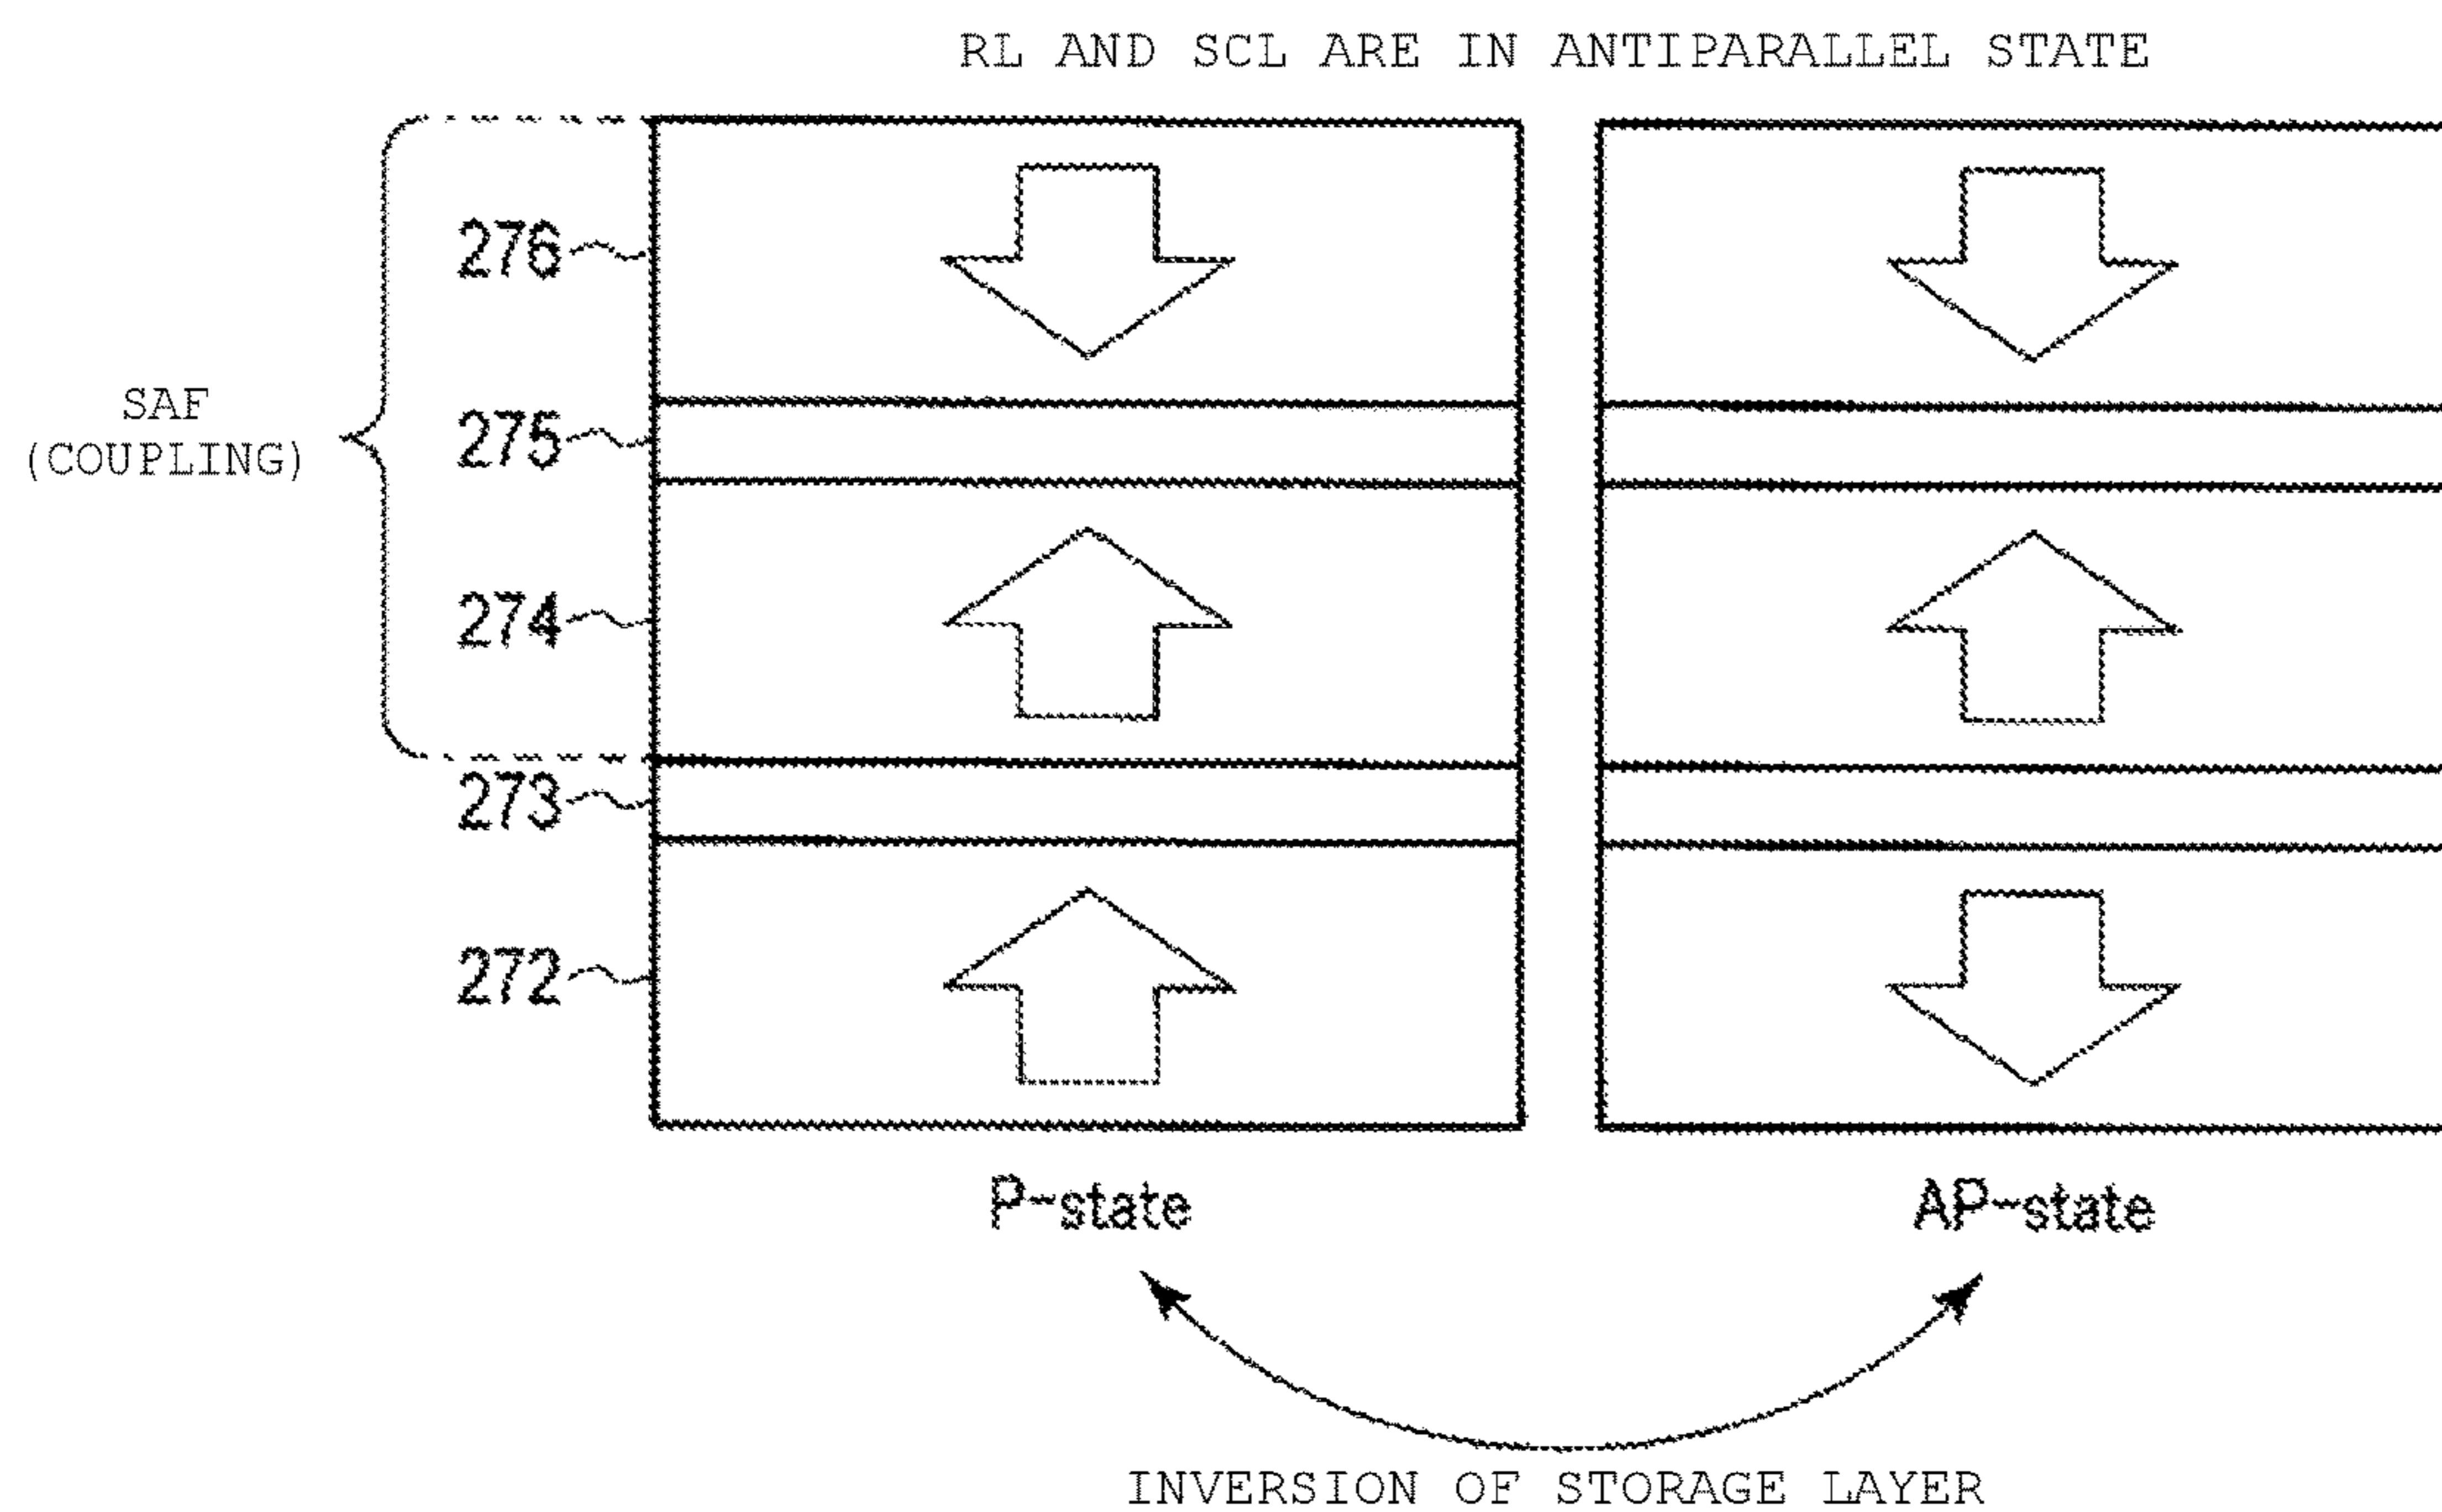 RL AND SCL ARE IN ANTIPARALLEL STATE
276
SAF
(COUPLING)
275
274
273
272
P-state
AP-state
INVERSION OF STORAGE LAYER